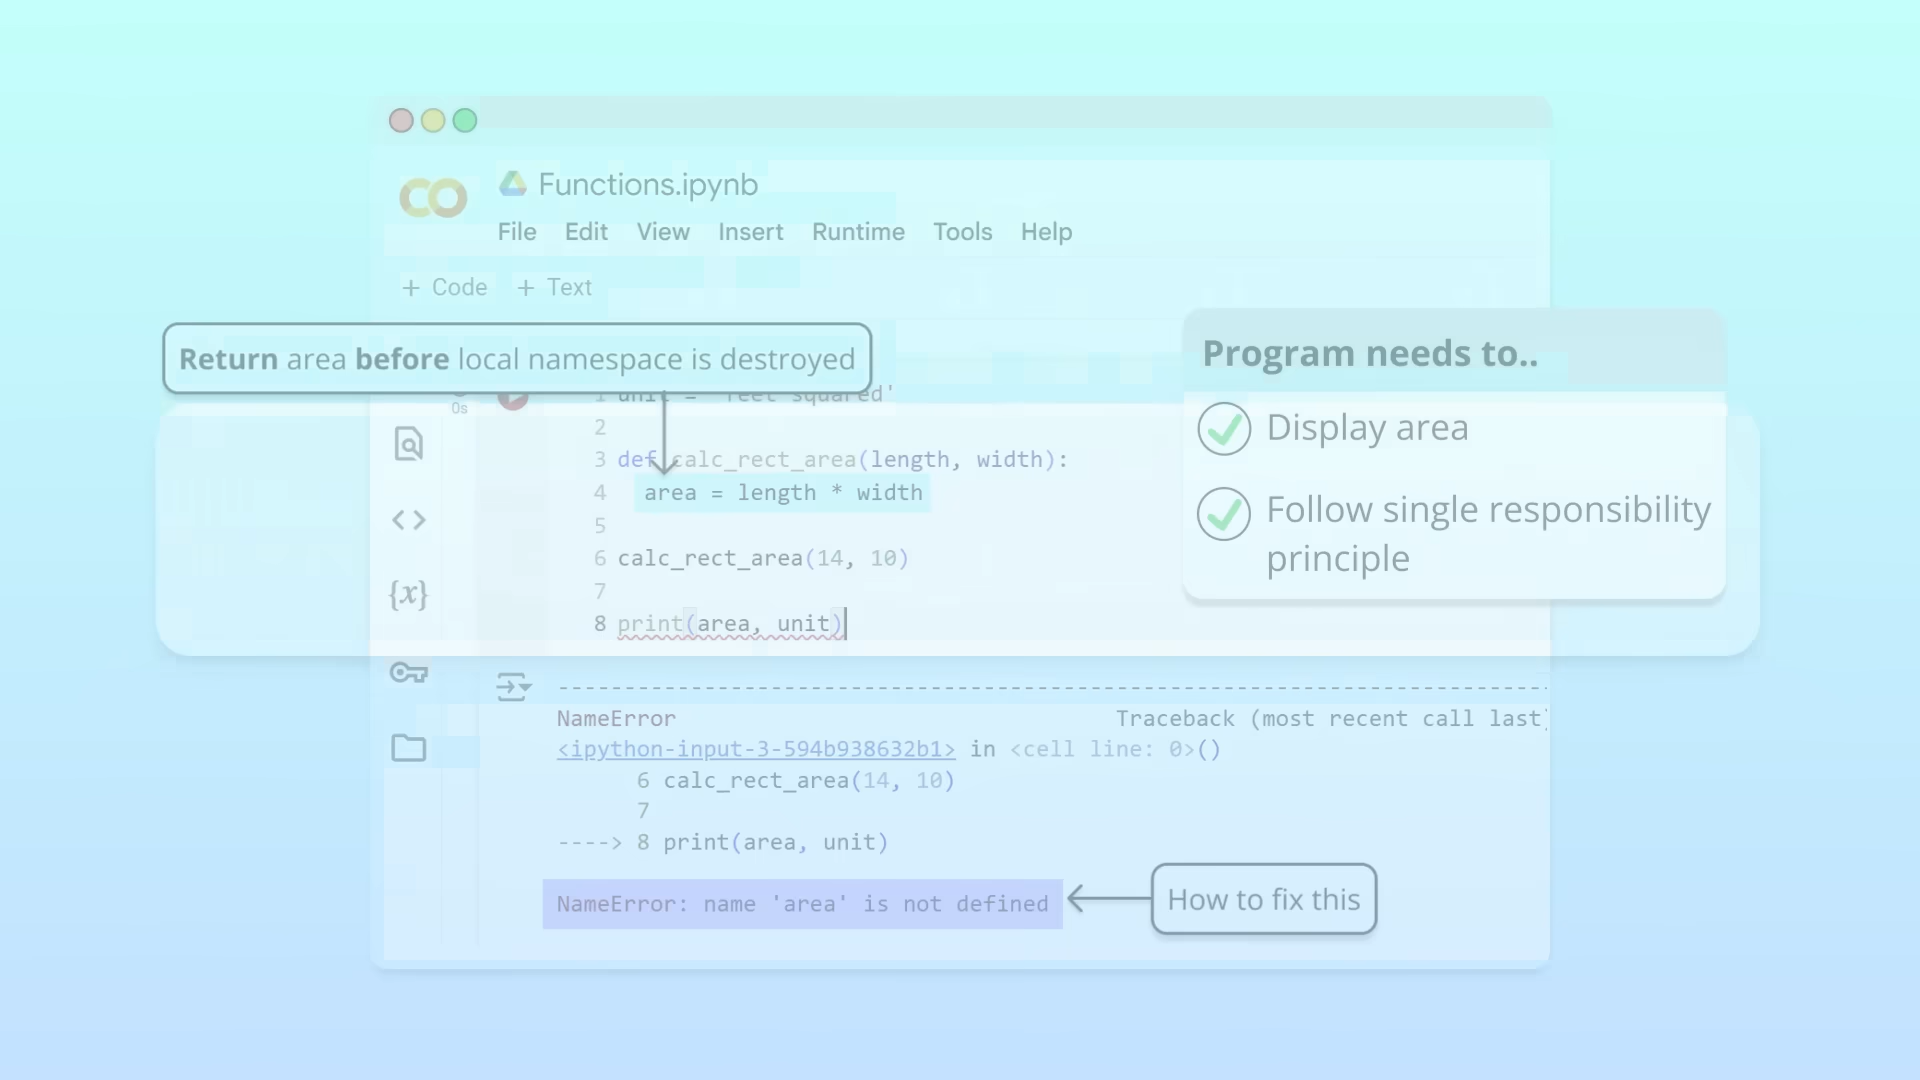 Functions.ipynb
File Edit View Insert Runtime Tools Help
+ Code + Text
Return area before local namespace is destroyed
0s
1 unit = 'feet squared'
2
3 def calc_rect_area(length, width):
4 area = length * width
5
6 calc_rect_area(14, 10)
7
8 print(area, unit)
{x}
Program needs to..
Display area
Follow single responsibility
principle
--------------------------------------------------------------------------
NameError Traceback (most recent call last)
<ipython-input-3-594b938632b1> in <cell line: 0>()
6 calc_rect_area(14, 10)
7
----> 8 print(area, unit)
NameError: name 'area' is not defined
How to fix this